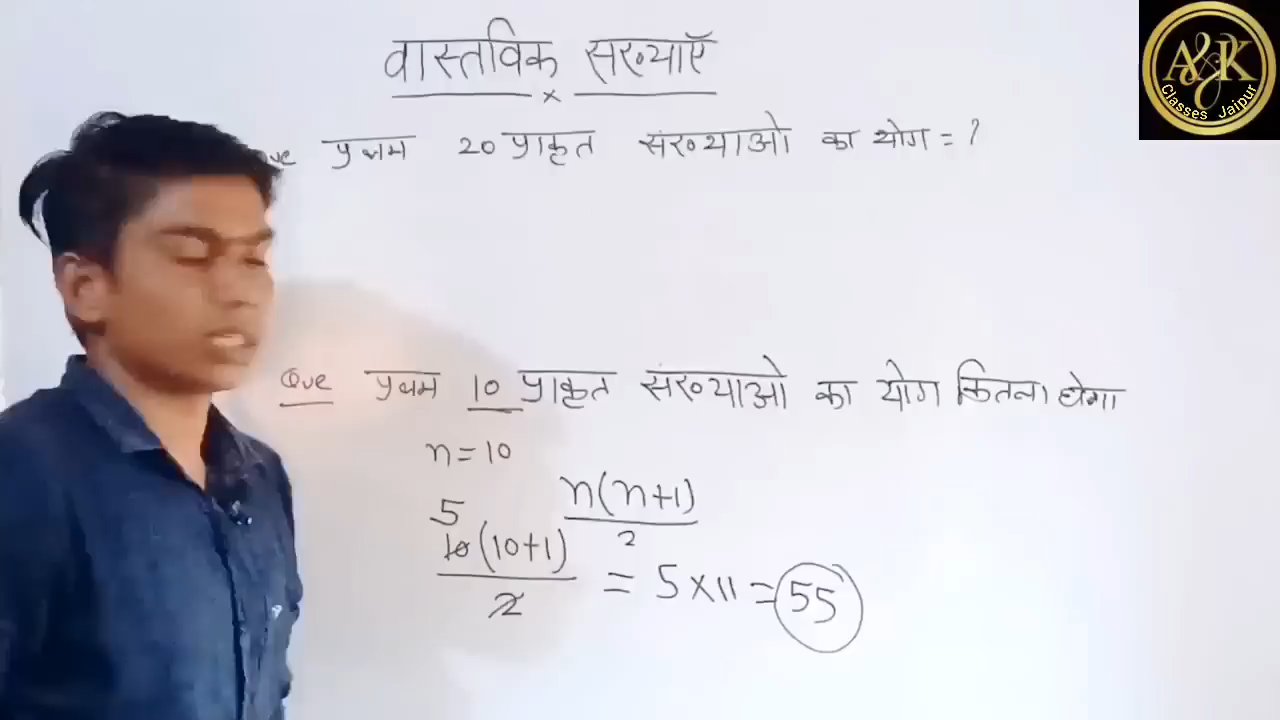 वास्तविक संख्याएँ
A&K
Classes Jaipur
Que प्रथम 20 प्राकृत संख्याओ का योग = ?
Que प्रथम 10 प्राकृत संख्याओ का योग कितना होगा
n = 10
n(n+1)
2
5
10(10+1)
2
= 5 × 11 = 55